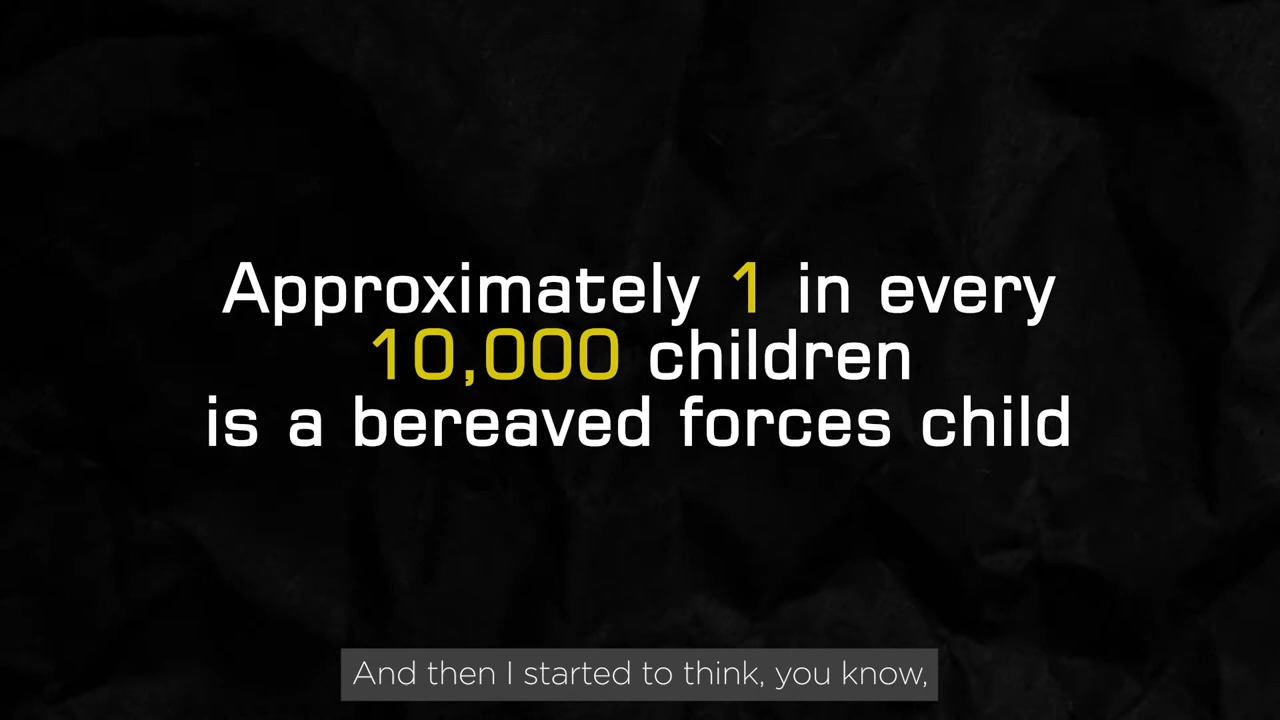 Approximately 1 in every
10,000 children
is a bereaved forces child
And then I started to think, you know,